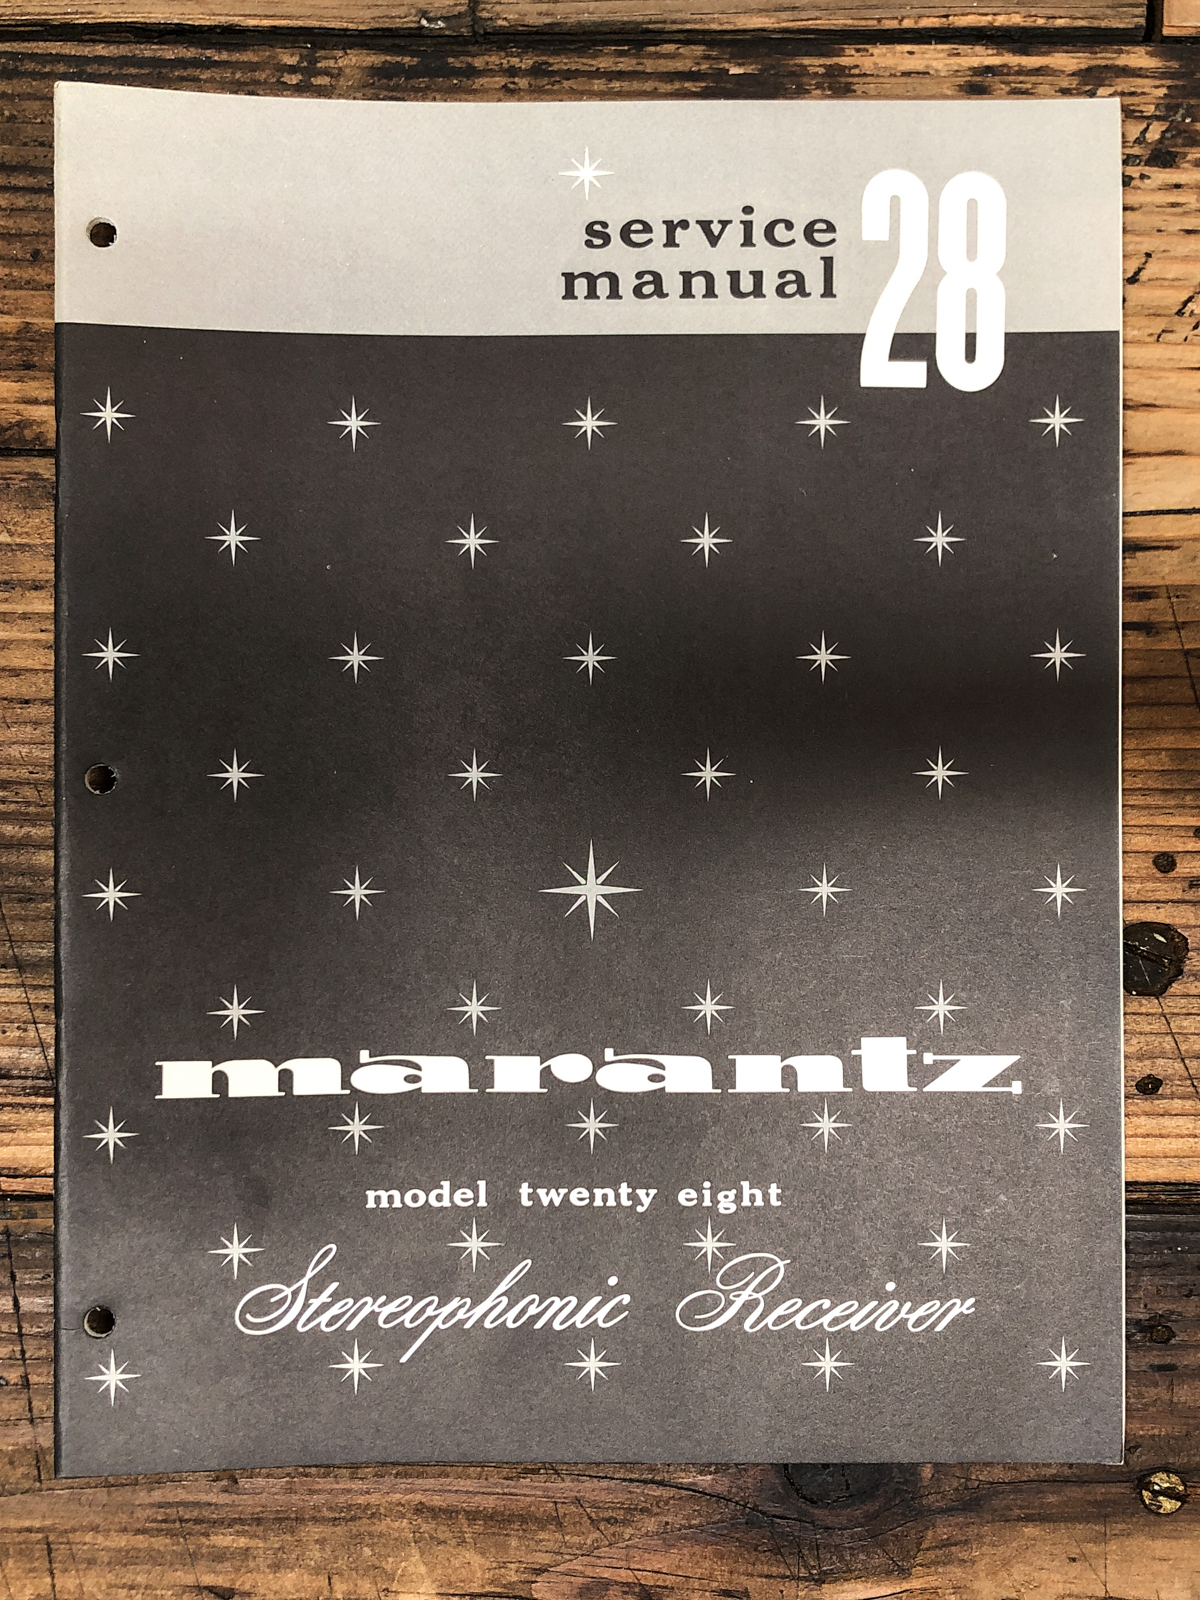 service
manual
28
marantz
model twenty eight
Stereophonic Receiver